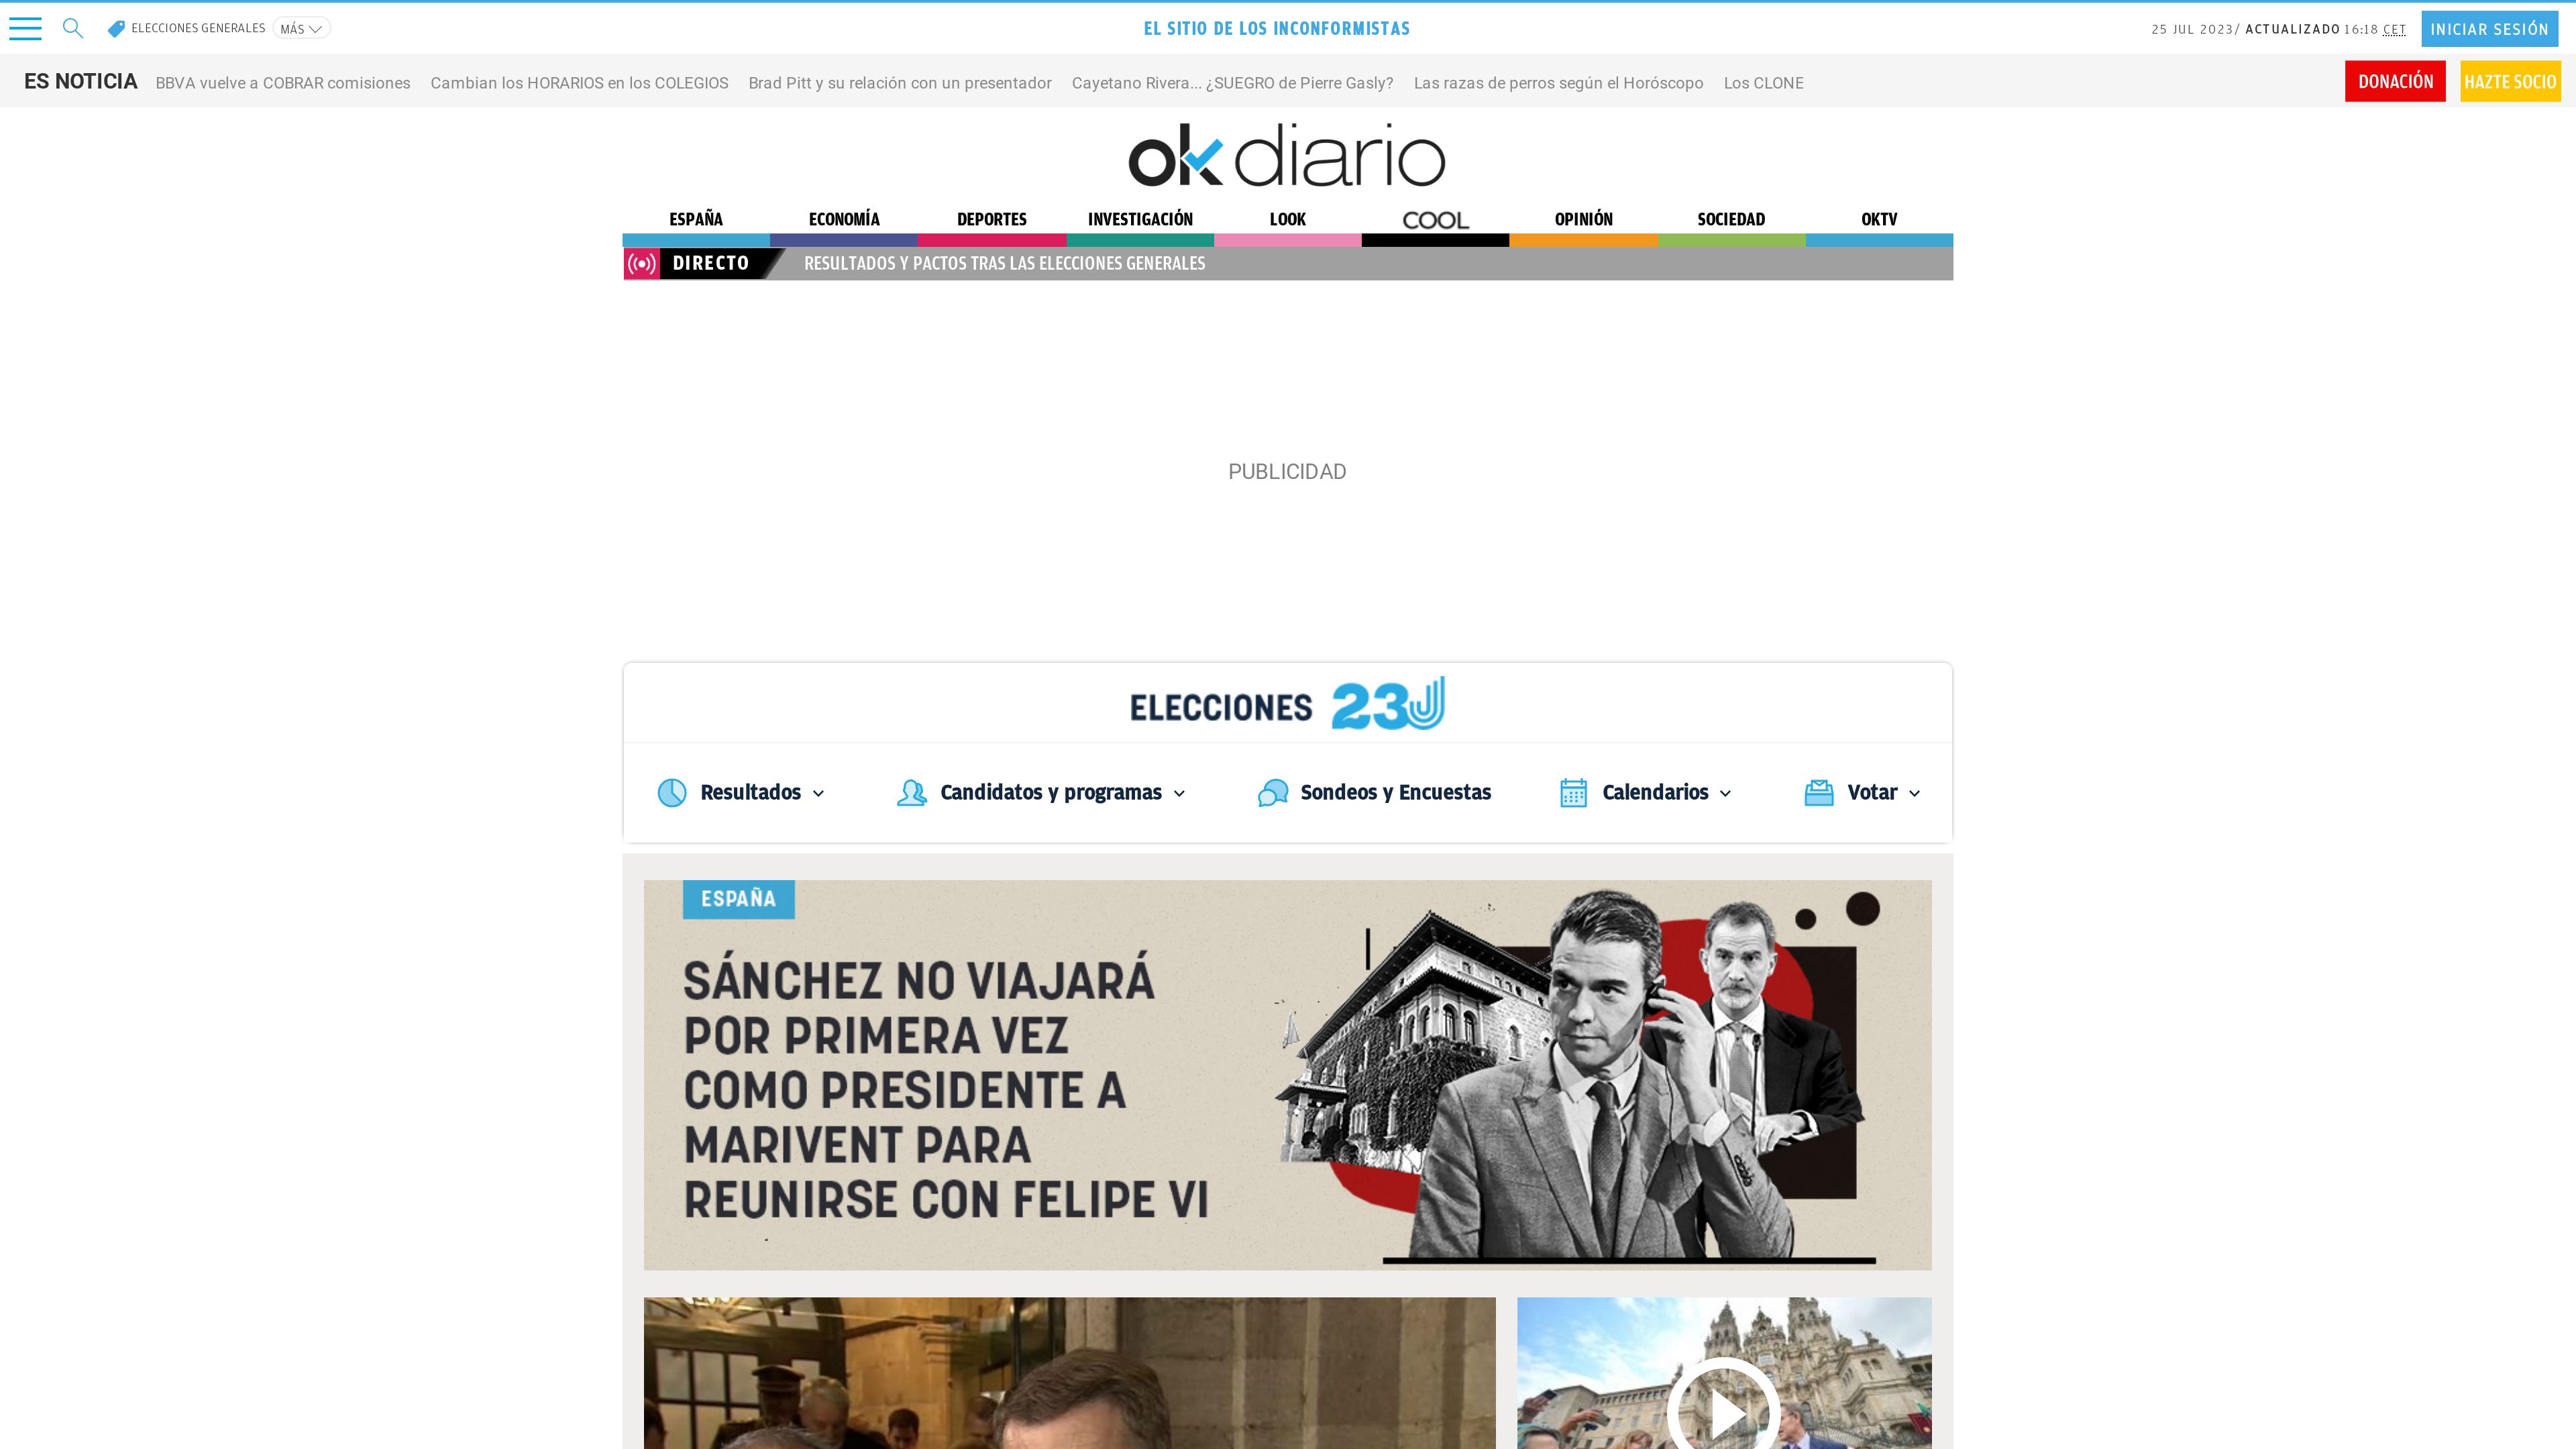 ELECCIONES GENERALES
MÁS
EL SITIO DE LOS INCONFORMISTAS
25 JUL 2023/ ACTUALIZADO 16:18 CET
INICIAR SESIÓN
ES NOTICIA
BBVA vuelve a COBRAR comisiones
Cambian los HORARIOS en los COLEGIOS
Brad Pitt y su relación con un presentador
Cayetano Rivera... ¿SUEGRO de Pierre Gasly?
Las razas de perros según el Horóscopo
Los CLONE
DONACIÓN
HAZTE SOCIO
ok diario
ESPAÑA
ECONOMÍA
DEPORTES
INVESTIGACIÓN
LOOK
COOL
OPINIÓN
SOCIEDAD
OKTV
DIRECTO
RESULTADOS Y PACTOS TRAS LAS ELECCIONES GENERALES
PUBLICIDAD
ELECCIONES 23J
Resultados
Candidatos y programas
Sondeos y Encuestas
Calendarios
Votar
ESPAÑA
SÁNCHEZ NO VIAJARÁ
POR PRIMERA VEZ
COMO PRESIDENTE A
MARIVENT PARA
REUNIRSE CON FELIPE VI